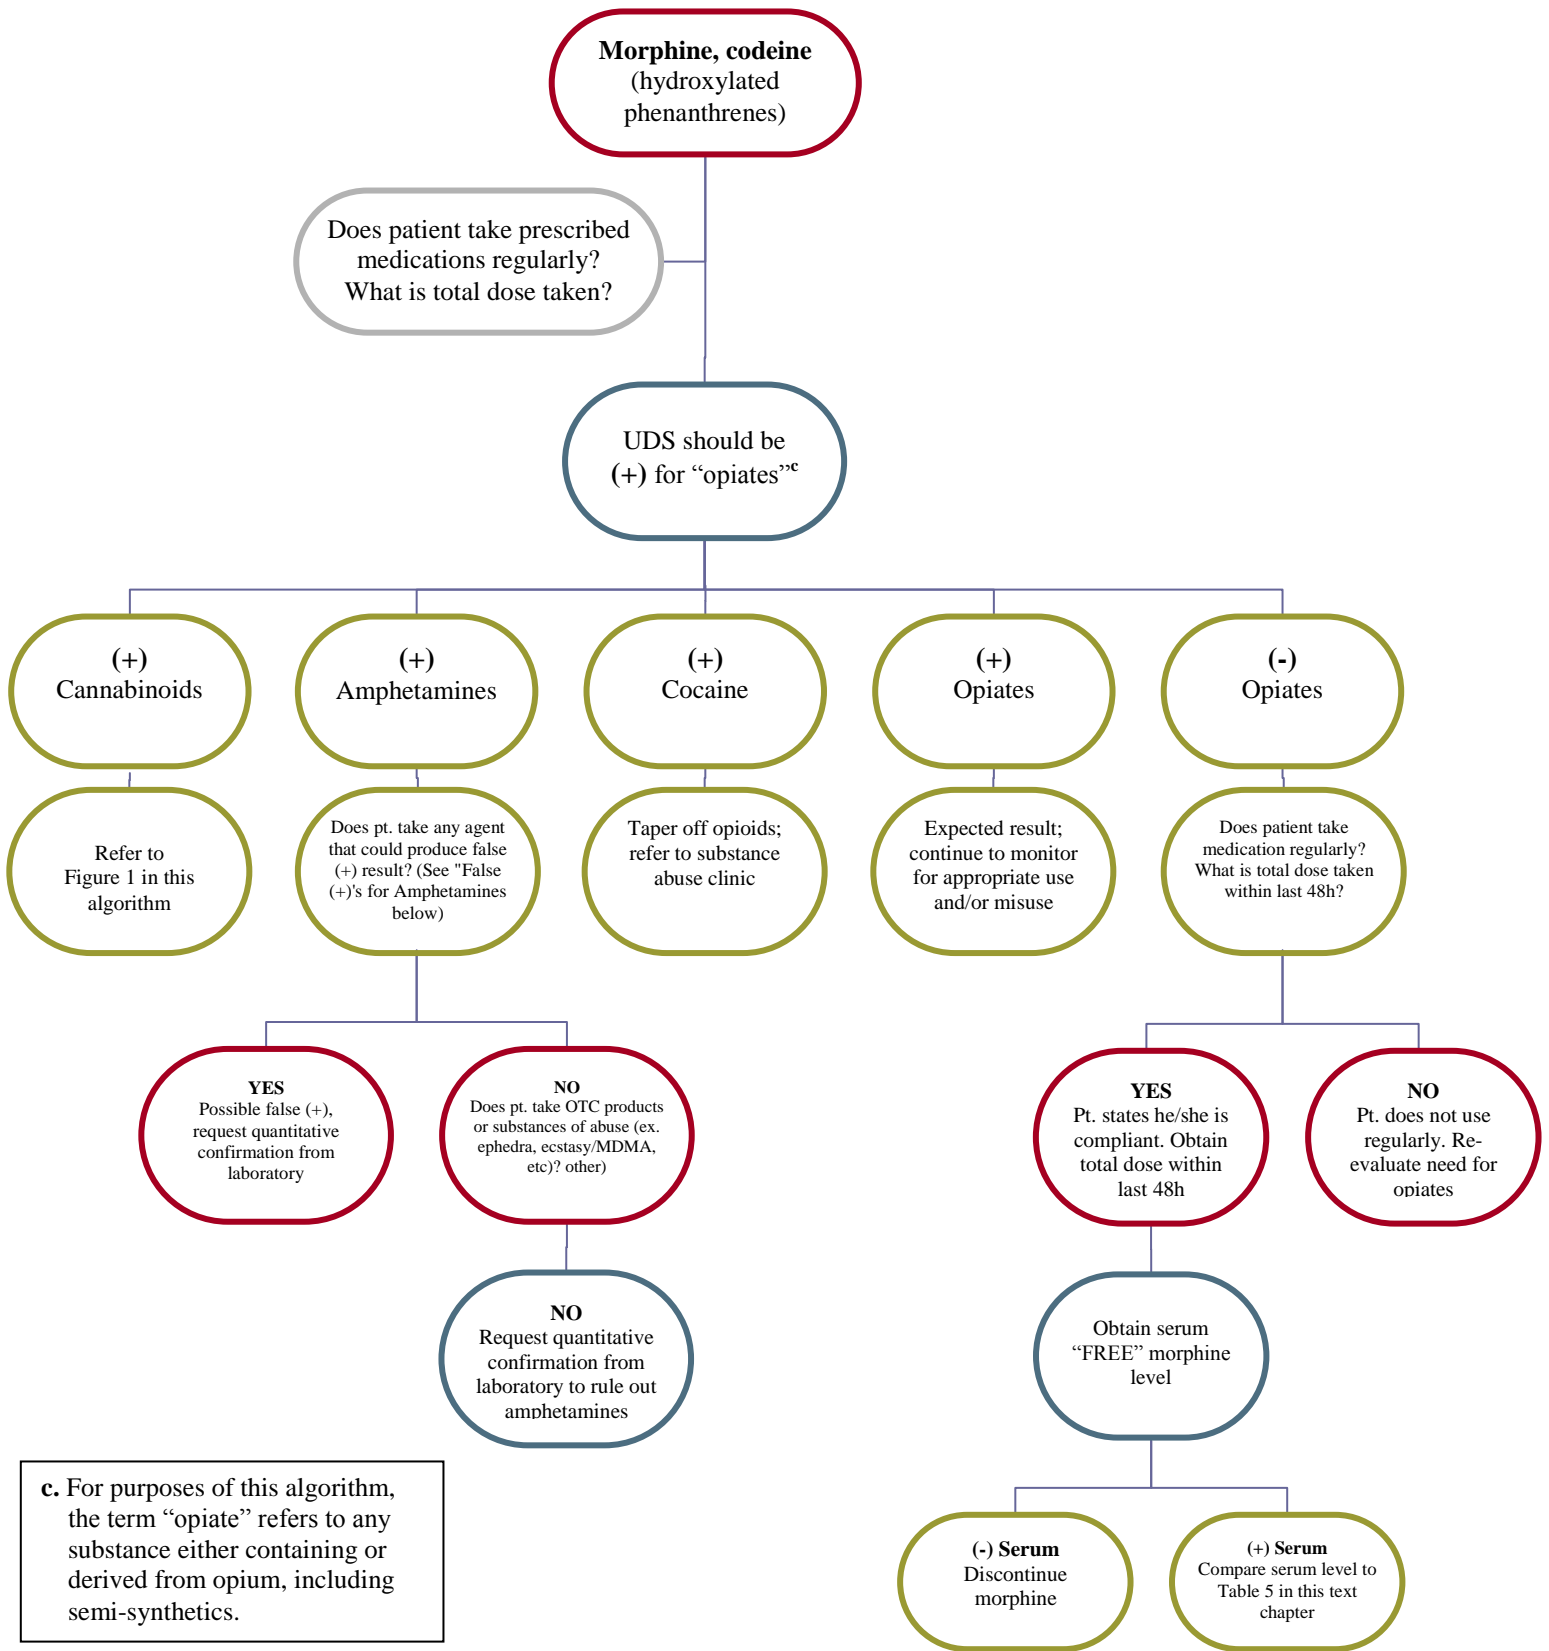 Morphine, codeine
(hydroxylated
phenanthrenes)
Does patient take prescribed
medications regularly?
What is total dose taken?
UDS should be
(+) for “opiates”c
(+)
Cannabinoids
(+)
Amphetamines
(+)
Cocaine
(+)
Opiates
(-)
Opiates
Refer to
Figure 1 in this
algorithm
Does pt. take any agent
that could produce false
(+) result? (See "False
(+)'s for Amphetamines
below)
Taper off opioids;
refer to substance
abuse clinic
Expected result;
continue to monitor
for appropriate use
and/or misuse
Does patient take
medication regularly?
What is total dose taken
within last 48h?
YES
Possible false (+),
request quantitative
confirmation from
laboratory
NO
Does pt. take OTC products
or substances of abuse (ex.
ephedra, ecstasy/MDMA,
etc)? other)
YES
Pt. states he/she is
compliant. Obtain
total dose within
last 48h
NO
Pt. does not use
regularly. Re-
evaluate need for
opiates
NO
Request quantitative
confirmation from
laboratory to rule out
amphetamines
Obtain serum
“FREE” morphine
level
(-) Serum
Discontinue
morphine
(+) Serum
Compare serum level to
Table 5 in this text
chapter
c. For purposes of this algorithm,
the term “opiate” refers to any
substance either containing or
derived from opium, including
semi-synthetics.